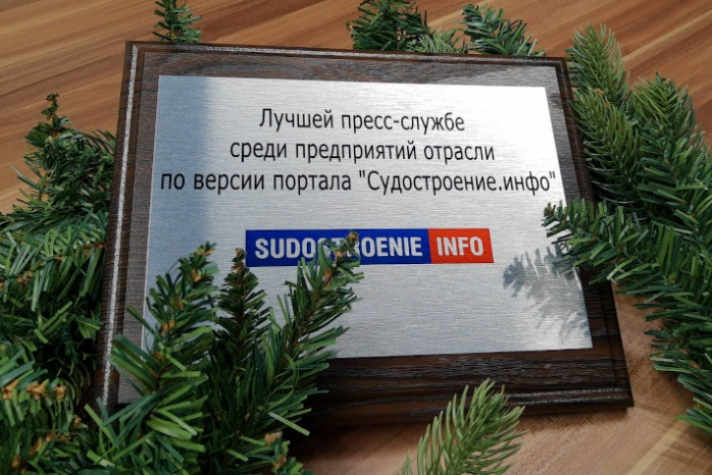 Лучшей пресс-службе
среди предприятий отрасли
по версии портала "Судостроение.инфо"
SUDOSTROENIE INFO